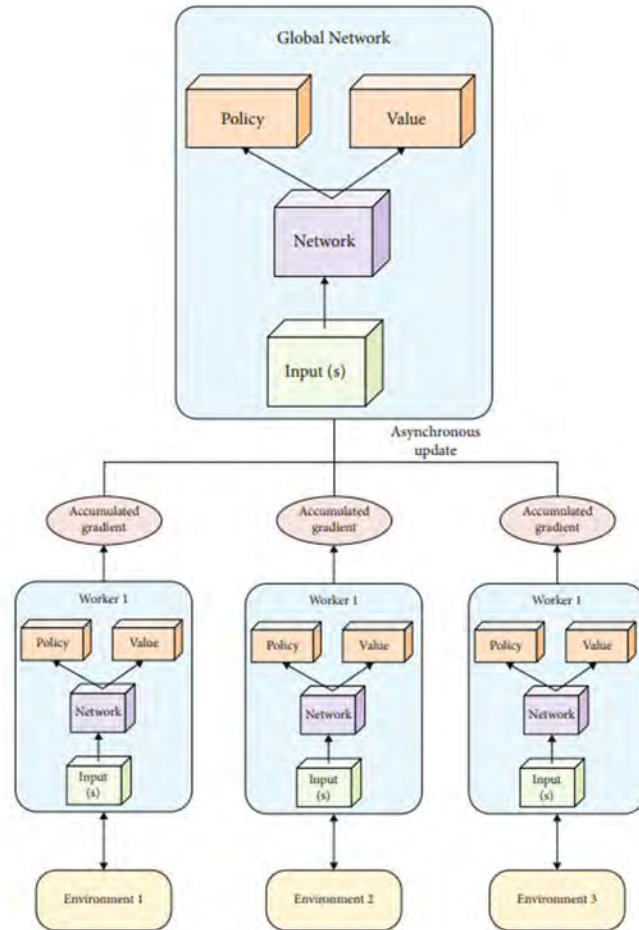 Global Network
Policy
Value
Network
Input (s)
Asynchronous
update
Accumulated
gradient
Accumulated
gradient
Accumulated
gradient
Worker 1
Policy
Value
Network
Input
(s)
Worker 1
Policy
Value
Network
Input
(s)
Worker 1
Policy
Value
Network
Input
(s)
Environment 1
Environment 2
Environment 3